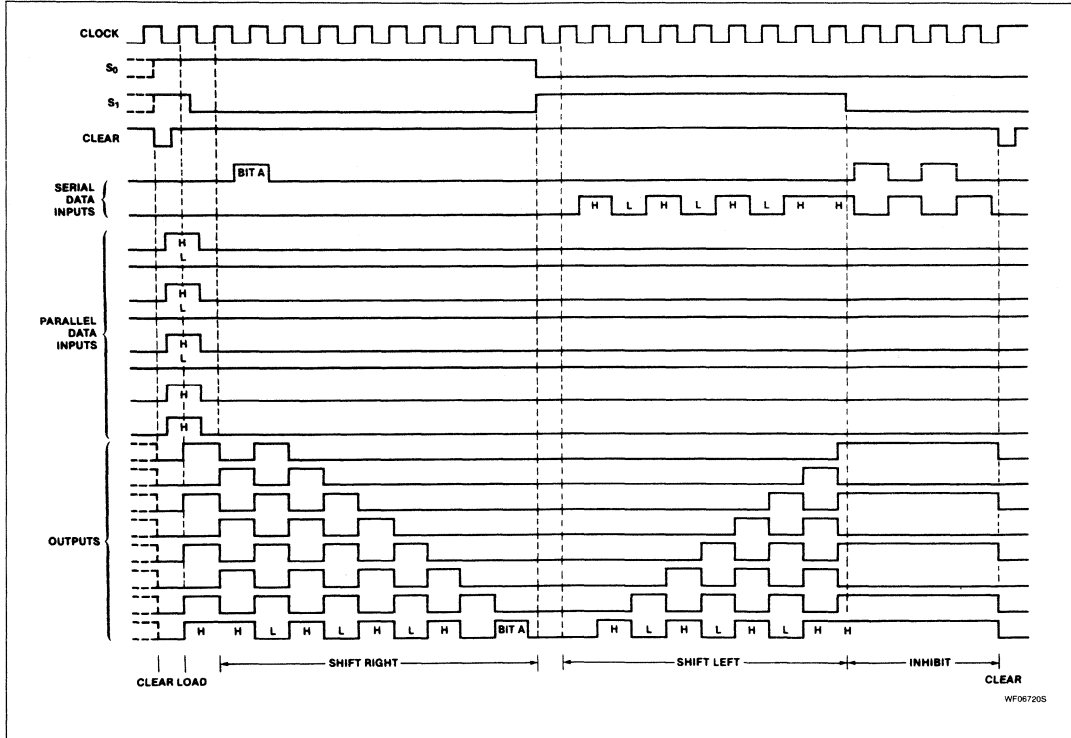 CLOCK
S0
S1
CLEAR
BIT A
SERIAL
DATA
INPUTS
H L H L H L H H
H
L
H
L
PARALLEL
DATA
INPUTS
H
L
H
H
OUTPUTS
H H L H L H L H BIT A H L H L H L H H
SHIFT RIGHT SHIFT LEFT INHIBIT
CLEAR LOAD CLEAR
WF06720S